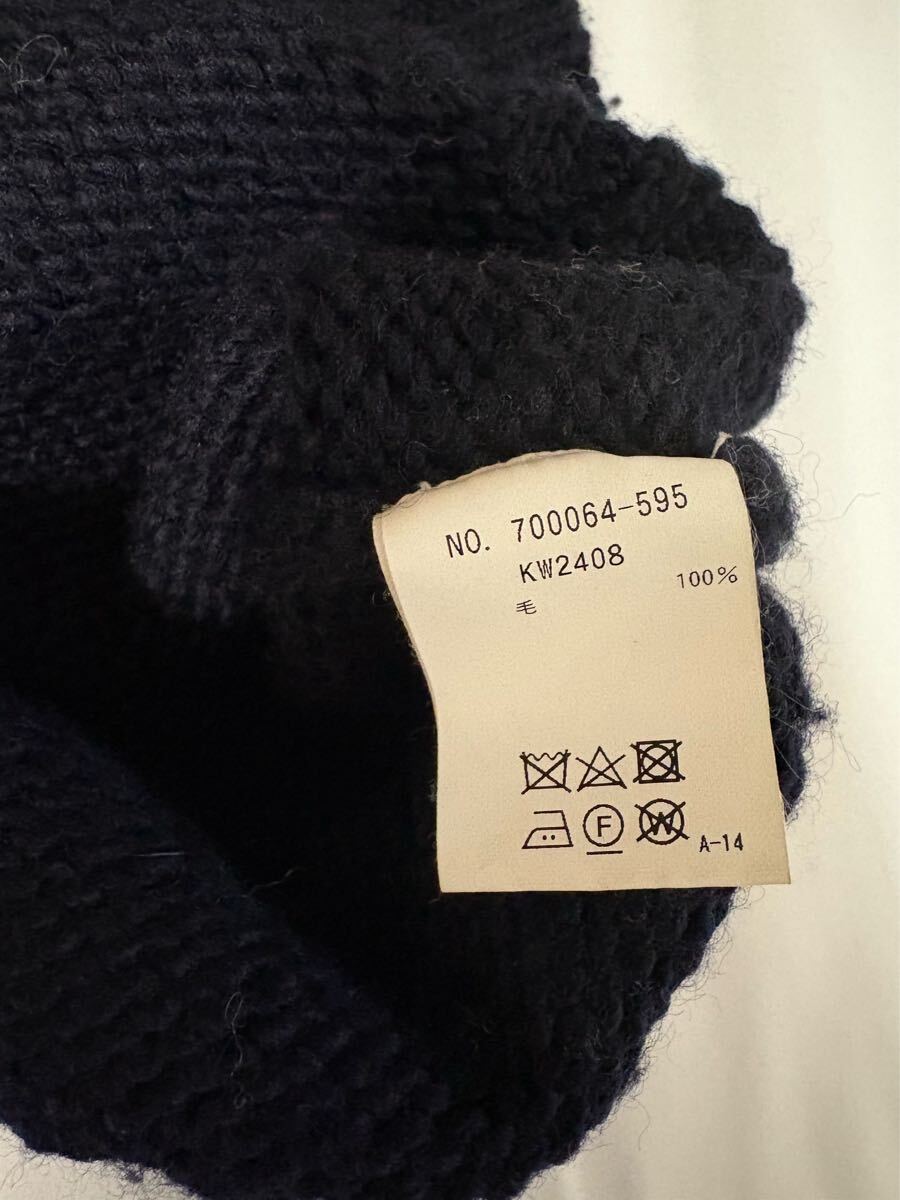 NO. 700064-595
KW2408
毛 100%
F W A-14